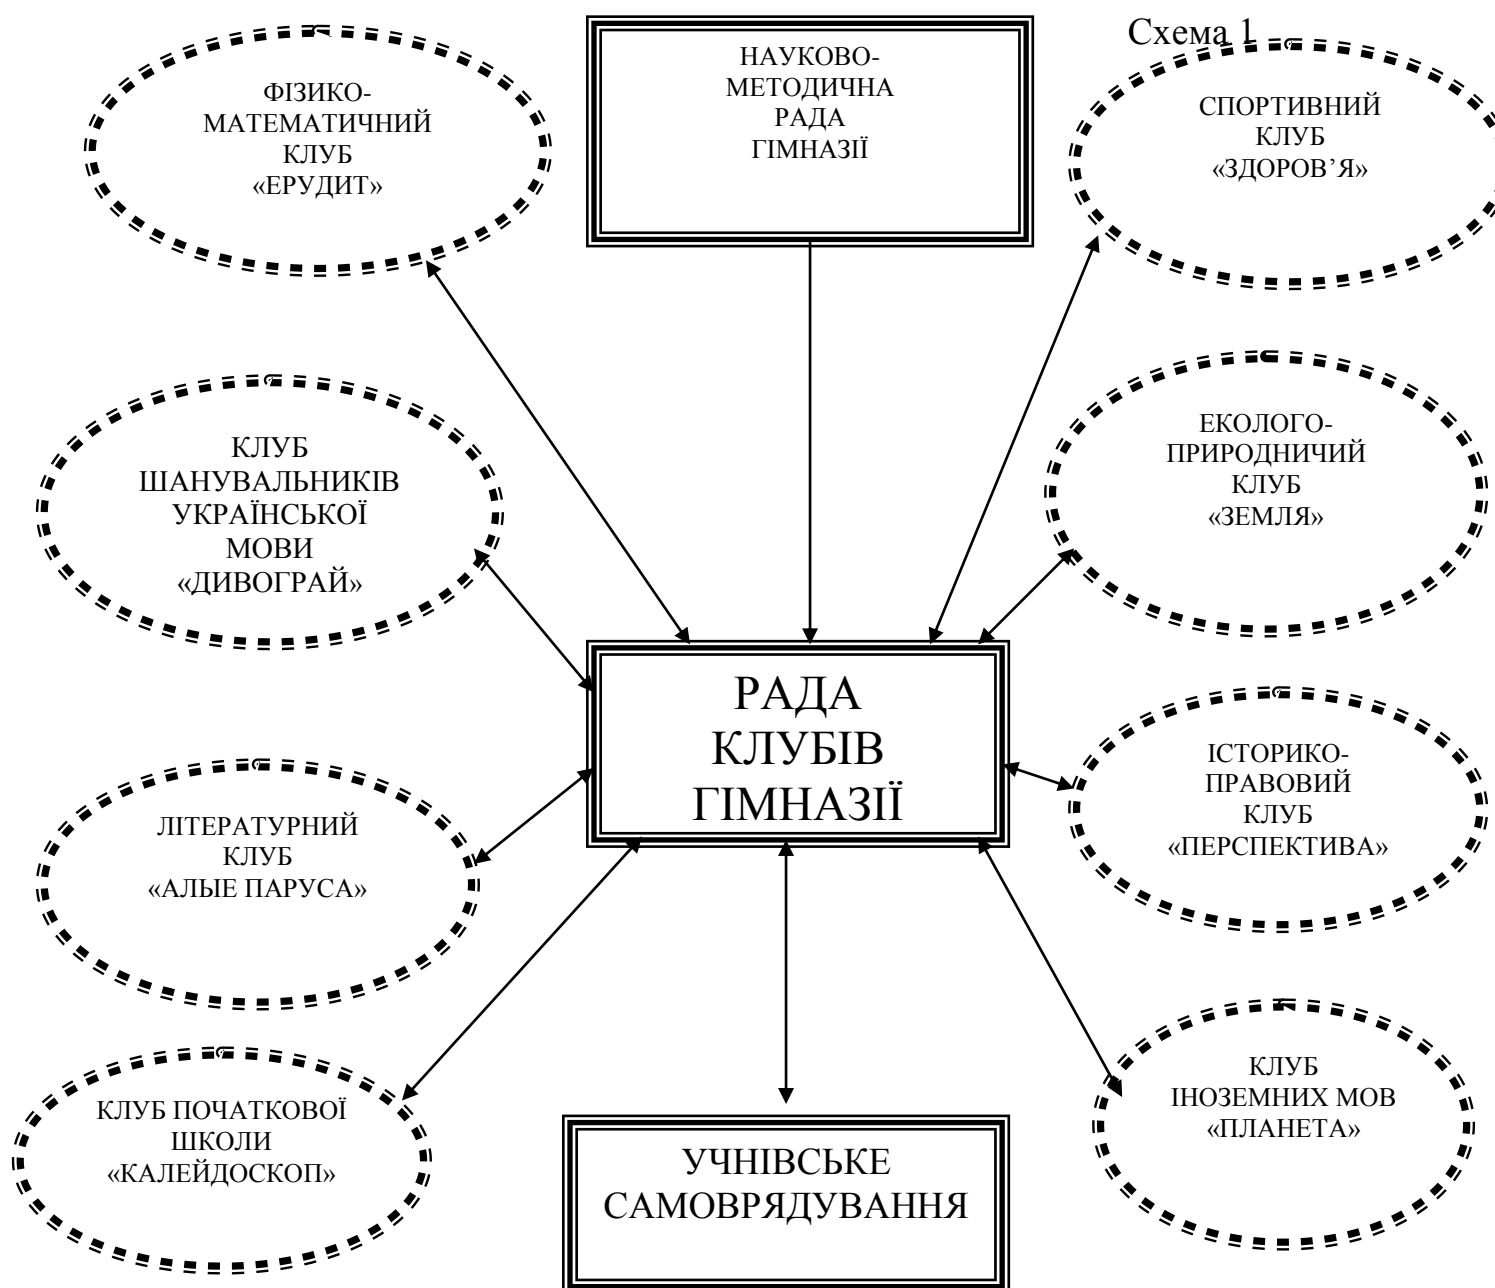 Схема 1
ФІЗИКО-
МАТЕМАТИЧНИЙ
КЛУБ
«ЕРУДИТ»
НАУКОВО-
МЕТОДИЧНА
РАДА
ГІМНАЗІЇ
СПОРТИВНИЙ
КЛУБ
«ЗДОРОВ’Я»
КЛУБ
ШАНУВАЛЬНИКІВ
УКРАЇНСЬКОЇ
МОВИ
«ДИВОГРАЙ»
ЕКОЛОГО-
ПРИРОДНИЧИЙ
КЛУБ
«ЗЕМЛЯ»
РАДА
КЛУБІВ
ГІМНАЗІЇ
ЛІТЕРАТУРНИЙ
КЛУБ
«АЛЫЕ ПАРУСА»
ІСТОРИКО-
ПРАВОВИЙ
КЛУБ
«ПЕРСПЕКТИВА»
КЛУБ ПОЧАТКОВОЇ
ШКОЛИ
«КАЛЕЙДОСКОП»
УЧНІВСЬКЕ
САМОВРЯДУВАННЯ
КЛУБ
ІНОЗЕМНИХ МОВ
«ПЛАНЕТА»